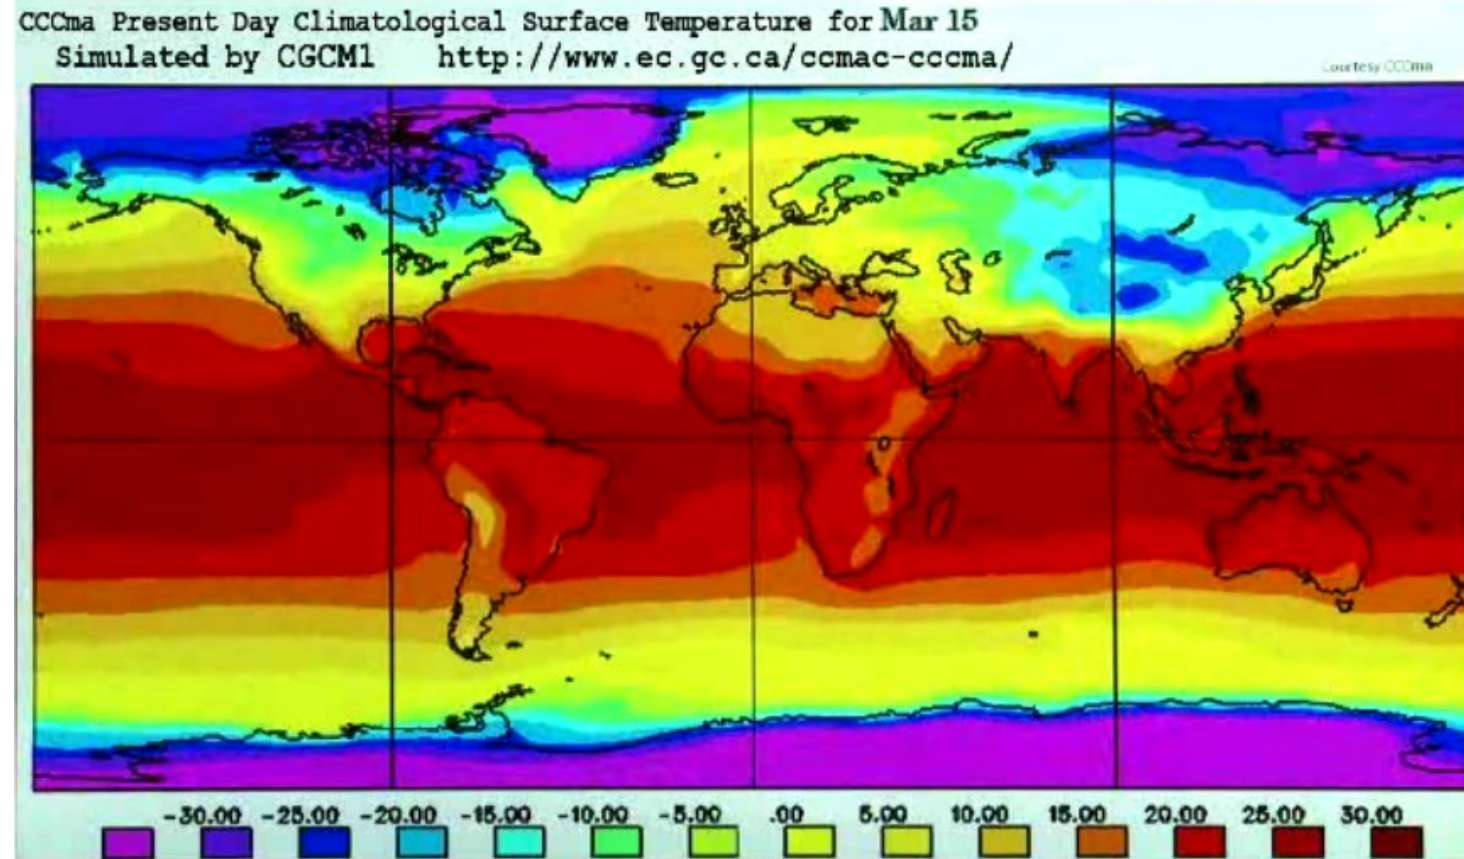 CCCma Present Day Climatological Surface Temperature for Mar 15
Simulated by CGCM1 http://www.ec.gc.ca/ccmac-cccma/
Courtesy CCCma
-30.00 -25.00 -20.00 -15.00 -10.00 -5.00 .00 5.00 10.00 15.00 20.00 25.00 30.00